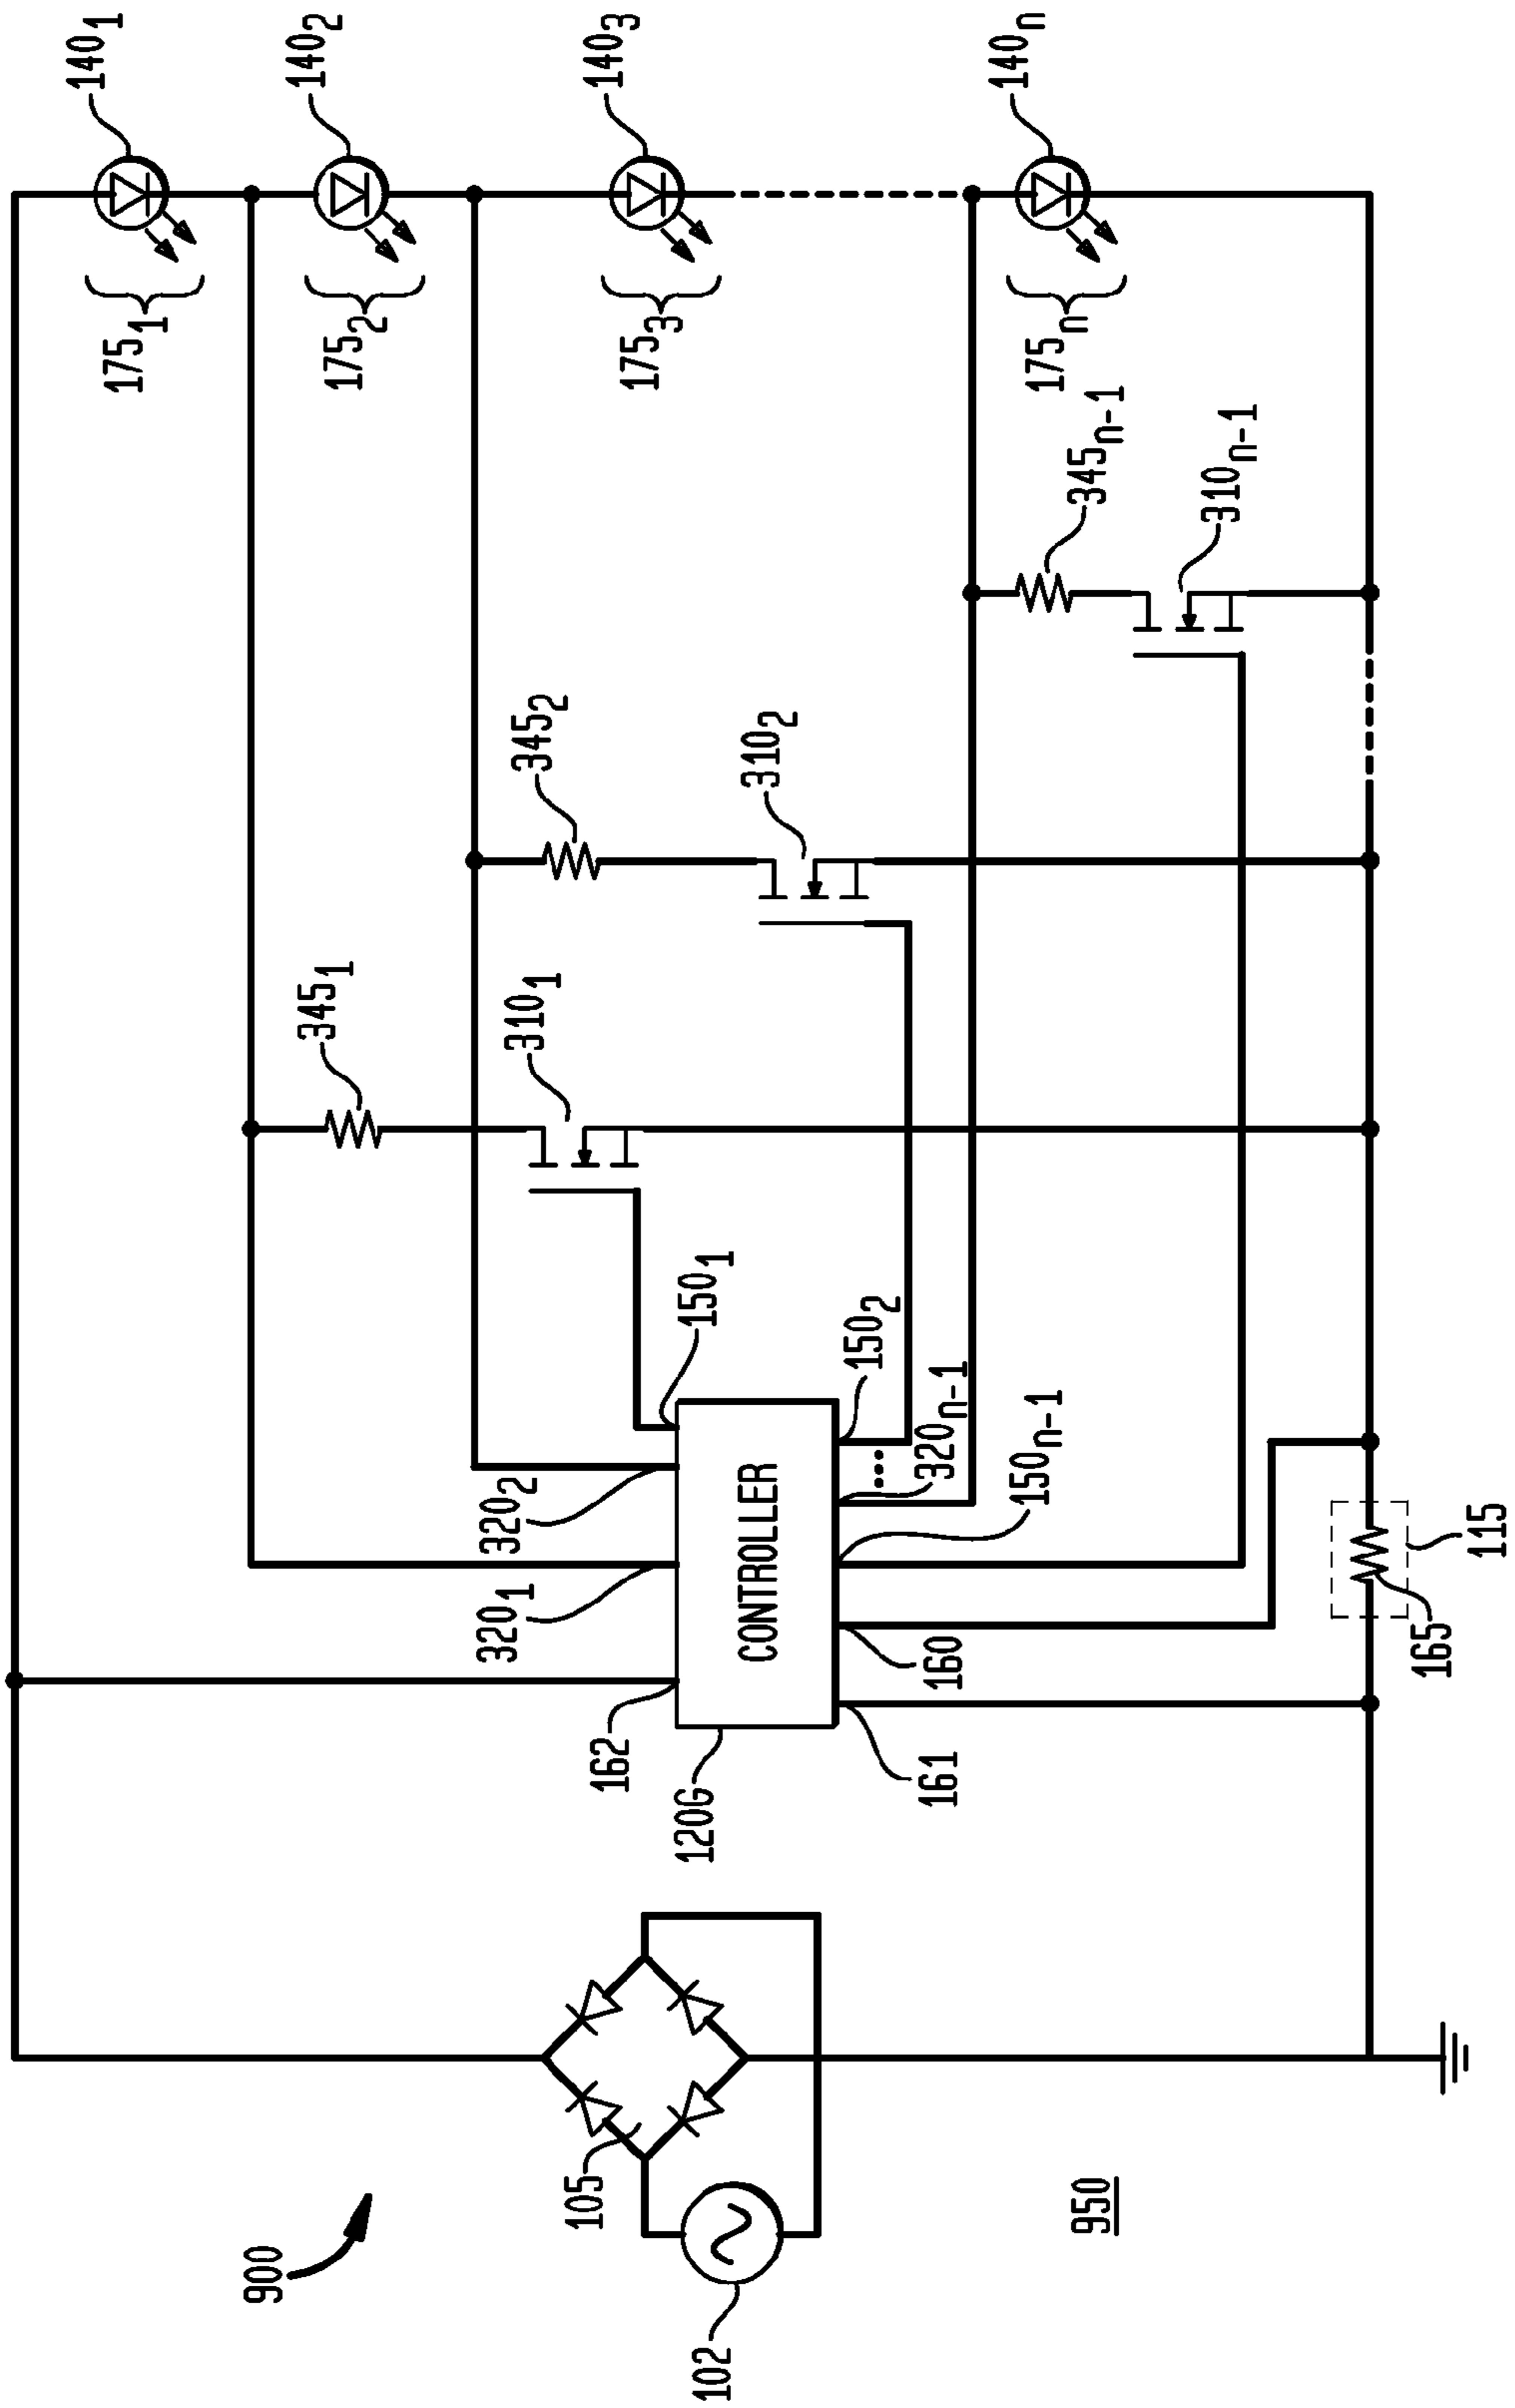 140₁
140₂
140₃
140ₙ
175₁
175₂
175₃
175ₙ
345ₙ₋₁
310ₙ₋₁
345₂
310₂
345₁
310₁
150₁
150₂
320ₙ₋₁
150ₙ₋₁
320₂
320₁
CONTROLLER
160
161
162
120G
115
165
105
102
900
950